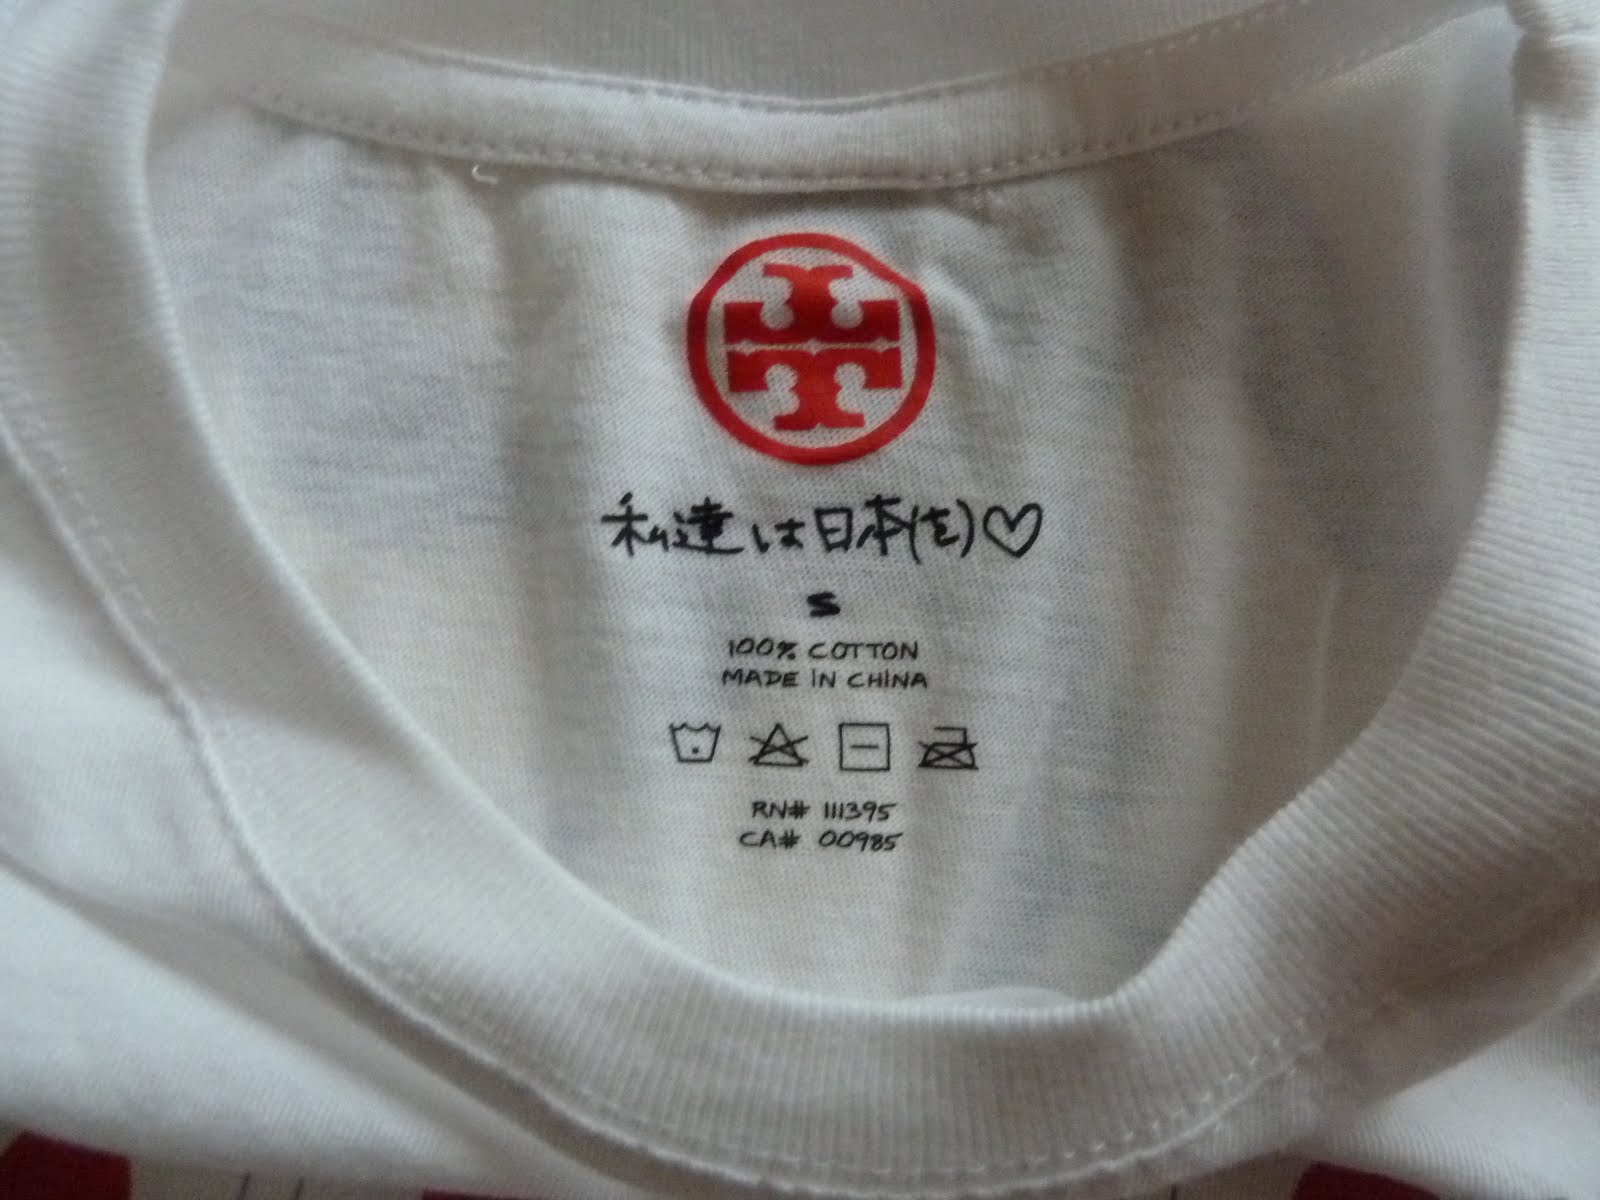 私達は日本(を)♡
S
100% COTTON
MADE IN CHINA
RN# 111395
CA# 00985